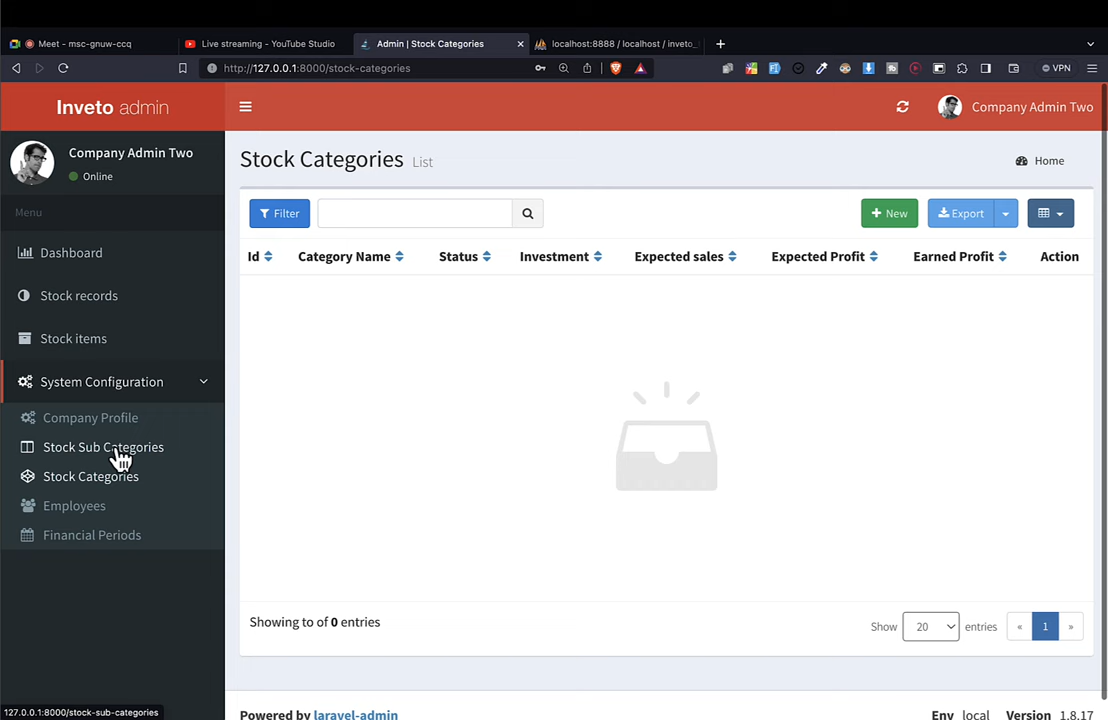 Meet - msc-gnuw-ccq
Live streaming - YouTube Studio
Admin | Stock Categories
localhost:8888 / localhost / inveto_
http://127.0.0.1:8000/stock-categories
VPN
Inveto admin
Company Admin Two
Company Admin Two
Online
Menu
Dashboard
Stock records
Stock items
System Configuration
Company Profile
Stock Sub Categories
Stock Categories
Employees
Financial Periods
Stock Categories List
Home
Filter
New
Export
Id Category Name Status Investment Expected sales Expected Profit Earned Profit Action
Showing to of 0 entries
Show 20 entries « 1 »
Powered by laravel-admin
Env local Version 1.8.17
127.0.0.1:8000/stock-sub-categories